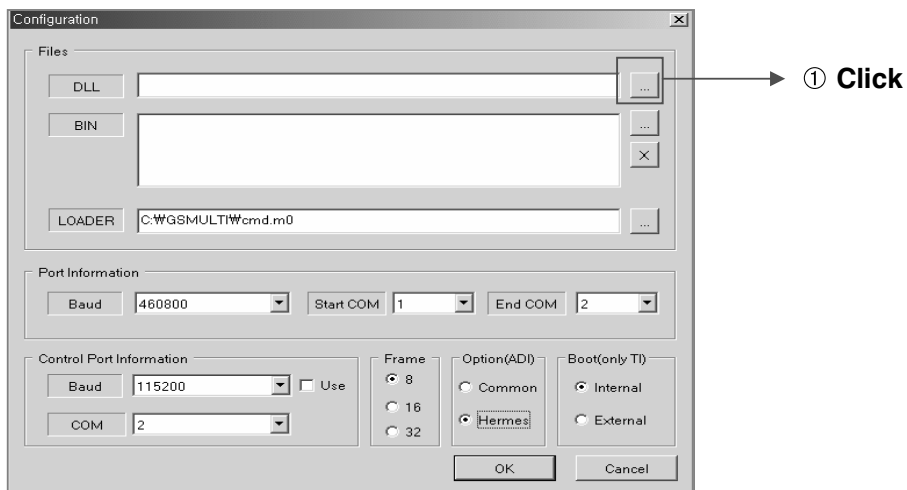 Configuration
Files
DLL
...
① Click
BIN
...
×
LOADER
C:₩GSMULTI₩cmd.m0
...
Port Information
Baud 460800 Start COM 1 End COM 2
Control Port Information
Baud 115200 Use
COM 2
Frame
8
16
32
Option(ADI)
Common
Hermes
Boot(only TI)
Internal
External
OK Cancel